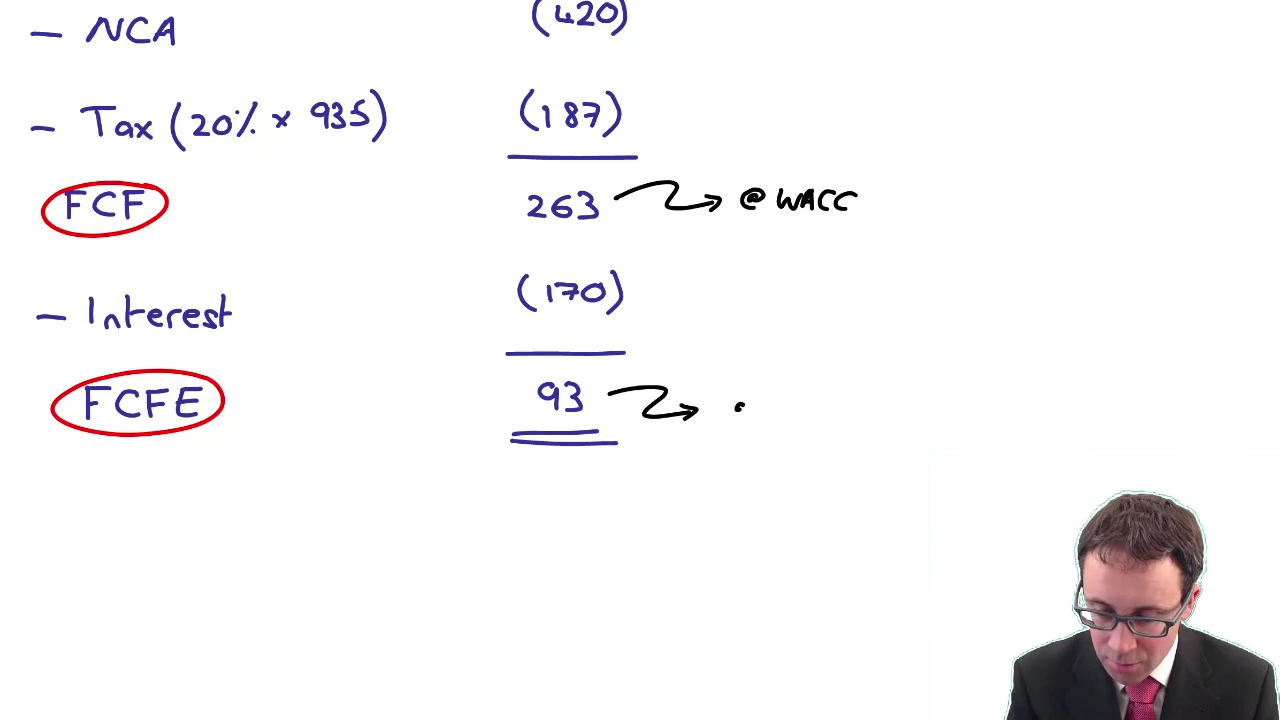 — NCA (420)
— Tax (20% × 935) (187)
FCF 263 @ WACC
— Interest (170)
FCFE 93